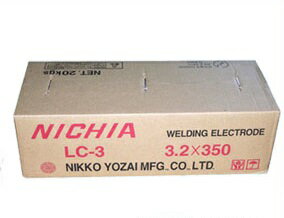 NET. 20kgs
NICHIA
WELDING ELECTRODE
LC-3
3.2×350
NIKKO YOZAI MFG., CO., LTD.